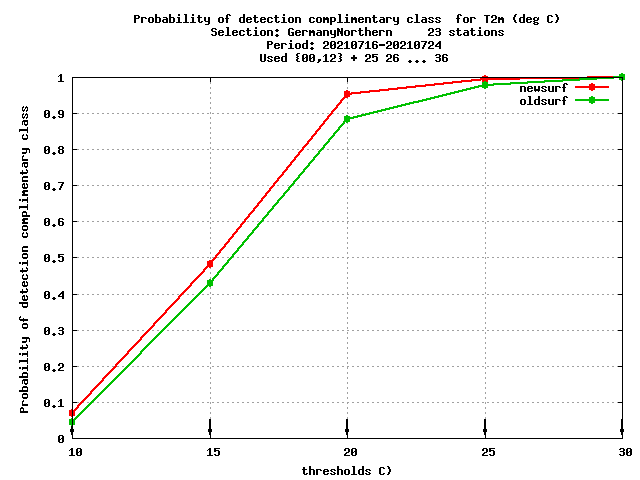 Probability of detection complimentary class  for T2m (deg C)
Selection: GermanyNorthern     23 stations
Period: 20210716-20210724
Used {00,12} + 25 26 ... 36
Probability of detection complimentary class
1
0.9
0.8
0.7
0.6
0.5
0.4
0.3
0.2
0.1
0
newsurf
oldsurf
10 15 20 25 30
thresholds C)